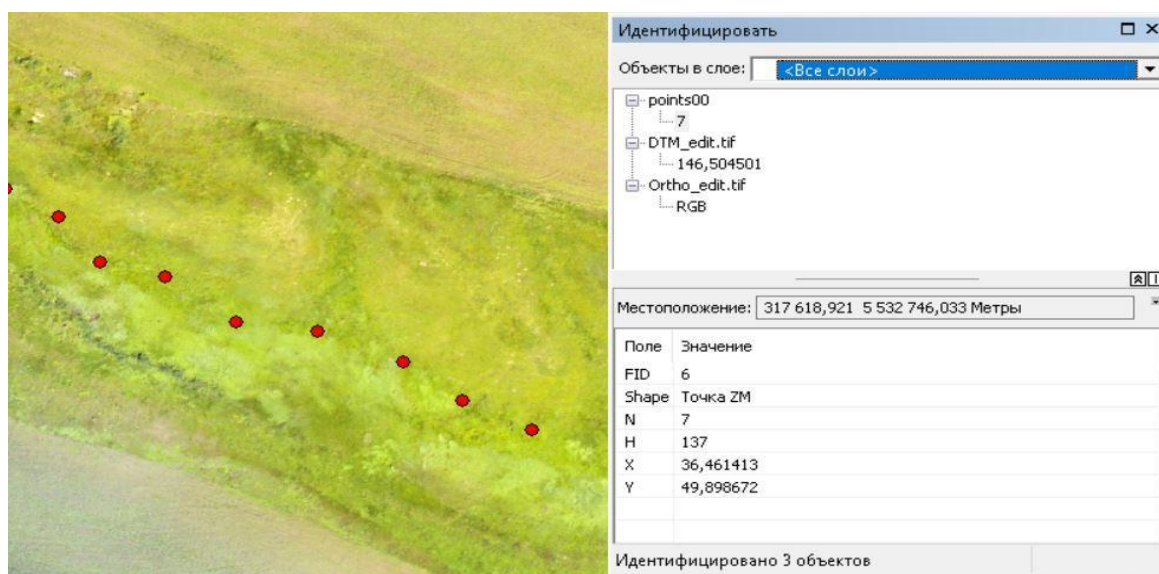 Идентифицировать
Объекты в слое: <Все слои>
points00
7
DTM_edit.tif
146,504501
Ortho_edit.tif
RGB
Местоположение: 317 618,921 5 532 746,033 Метры
Поле Значение
FID 6
Shape Точка ZM
N 7
H 137
X 36,461413
Y 49,898672
Идентифицировано 3 объектов